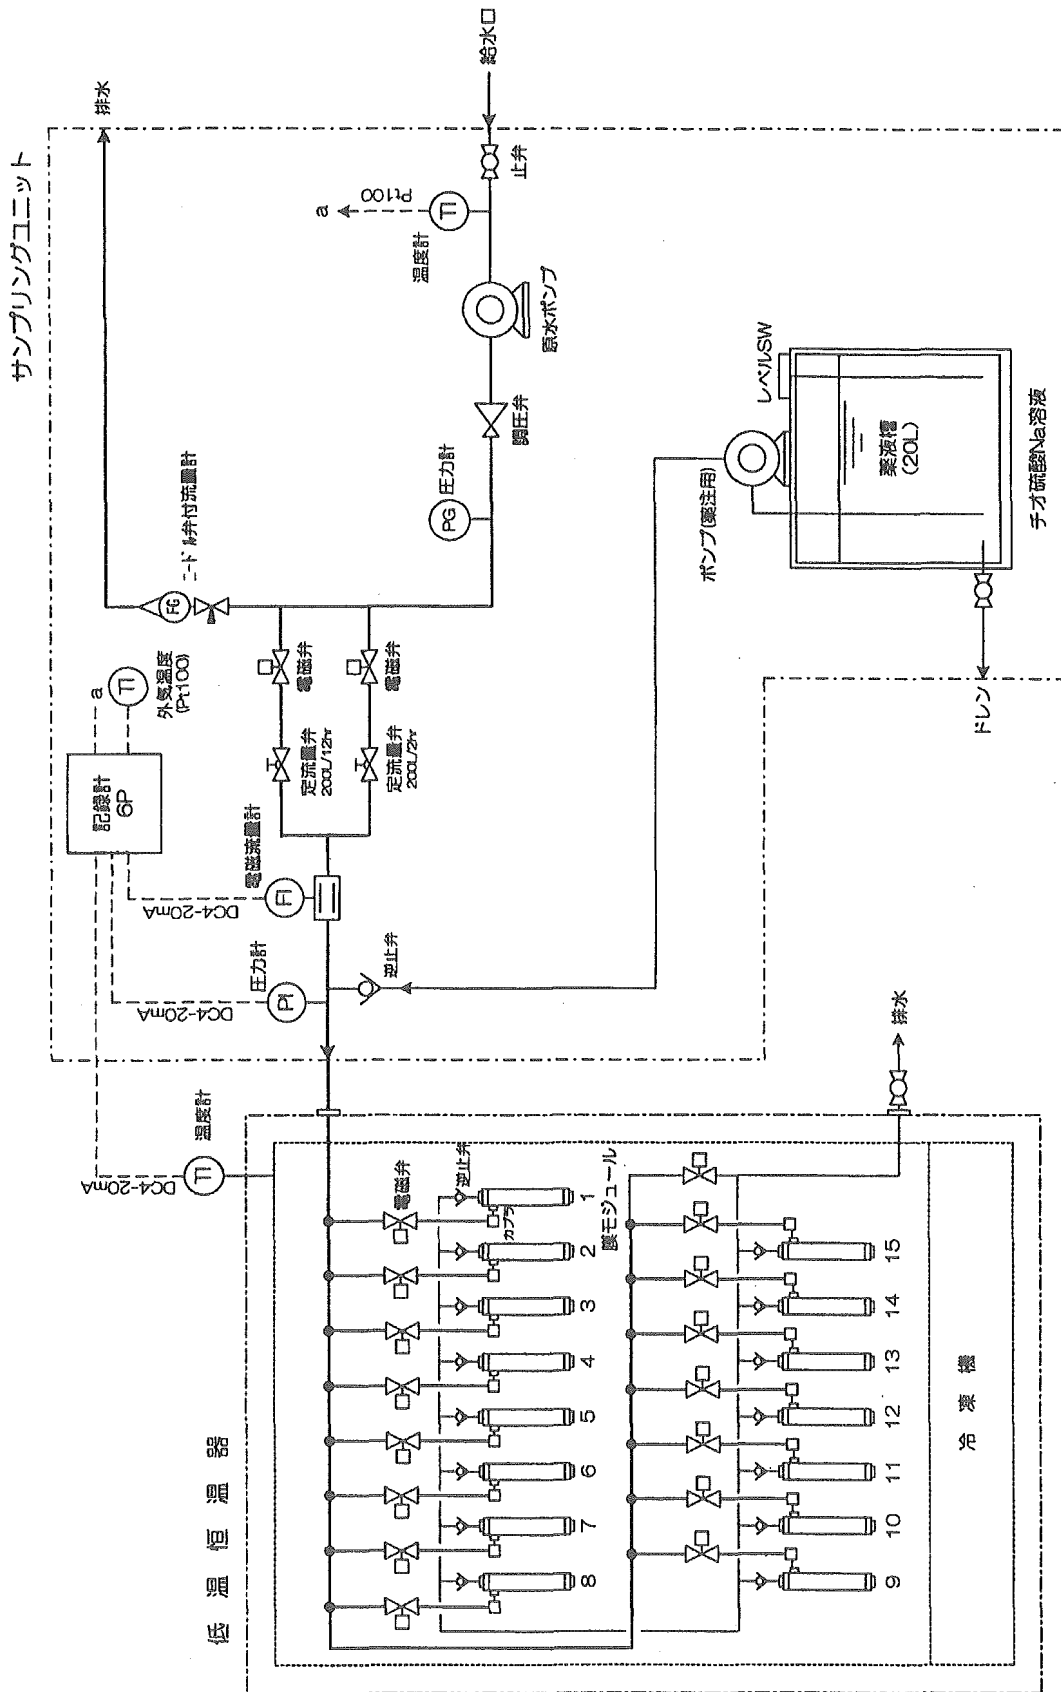 サンプリングユニット
排水
給水口
止弁
Pt100
a
TI
温度計
原水ポンプ
調圧弁
PG
圧力計
FG
ニードル弁付流量計
電磁弁
電磁弁
定流量弁
200L/12hr
定流量弁
200L/2hr
a
TI
外気温度
(Pt100)
記録計
6P
電磁流量計
FI
DC4-20mA
圧力計
PI
DC4-20mA
逆止弁
レベルSW
ポンプ(薬注用)
薬液槽
(20L)
チオ硫酸Na溶液
ドレン
排水
温度計
TI
DC4-20mA
低温恒温器
電磁弁
逆止弁
カプラ
膜モジュール
1
2
3
4
5
6
7
8
15
14
13
12
11
10
9
冷凍機